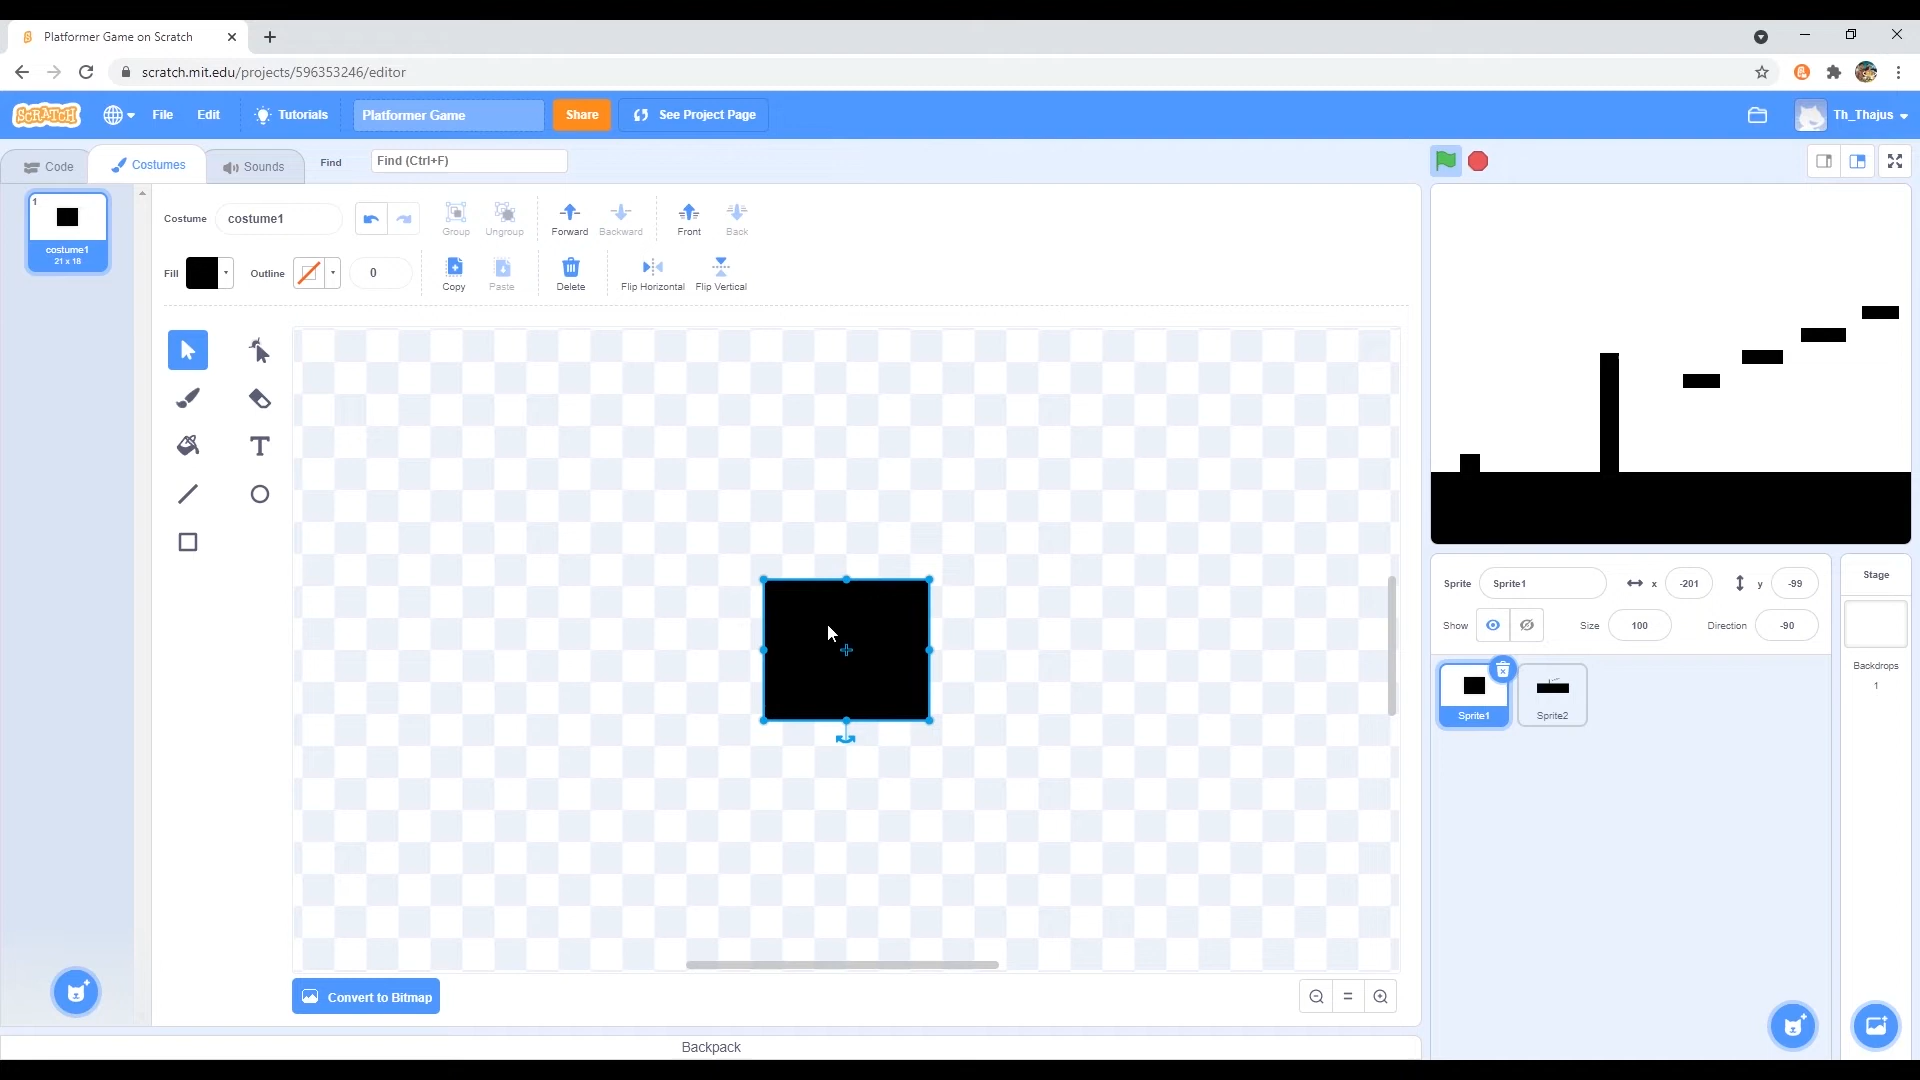 Platformer Game on Scratch
scratch.mit.edu/projects/596353246/editor
SCRATCH
File
Edit
Tutorials
Platformer Game
Share
See Project Page
Th_Thajus
Code
Costumes
Sounds
Find
Find (Ctrl+F)
1
costume1
21 x 18
Costume
costume1
Group
Ungroup
Forward
Backward
Front
Back
Fill
Outline
0
Copy
Paste
Delete
Flip Horizontal
Flip Vertical
T
Convert to Bitmap
Backpack
Sprite
Sprite1
x
-201
y
-99
Show
Size
100
Direction
-90
Sprite1
Sprite2
Stage
Backdrops
1